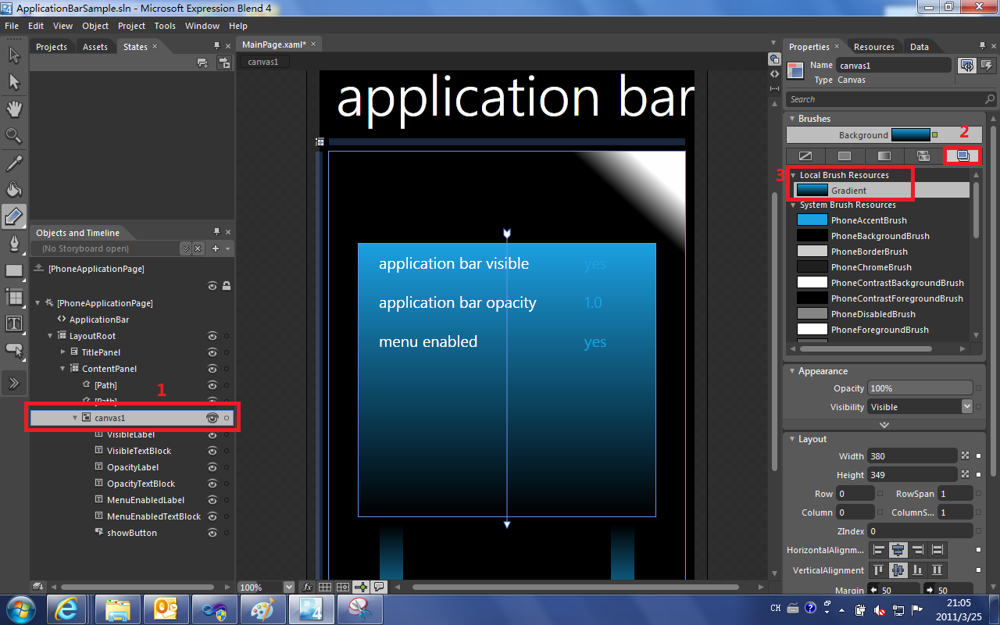 ApplicationBarSample.sln - Microsoft Expression Blend 4
File Edit View Object Project Tools Window Help
Projects Assets States
MainPage.xaml*
canvas1
Properties Resources Data
Name canvas1
Type Canvas
Search
Brushes
Background
2
3
Local Brush Resources
Gradient
System Brush Resources
PhoneAccentBrush
PhoneBackgroundBrush
PhoneBorderBrush
PhoneChromeBrush
PhoneContrastBackgroundBrush
PhoneContrastForegroundBrush
PhoneDisabledBrush
PhoneForegroundBrush
Appearance
Opacity 100%
Visibility Visible
Layout
Width 380
Height 349
Row 0 RowSpan 1
Column 0 ColumnS... 1
ZIndex 0
HorizontalAlignm...
VerticalAlignment
Margin 50 50
application bar
application bar visible yes
application bar opacity 1.0
menu enabled yes
100%
Objects and Timeline
(No Storyboard open)
[PhoneApplicationPage]
[PhoneApplicationPage]
ApplicationBar
LayoutRoot
TitlePanel
ContentPanel
[Path]
1
[Path]
canvas1
VisibleLabel
VisibleTextBlock
OpacityLabel
OpacityTextBlock
MenuEnabledLabel
MenuEnabledTextBlock
showButton
CH
21:05
2011/3/25